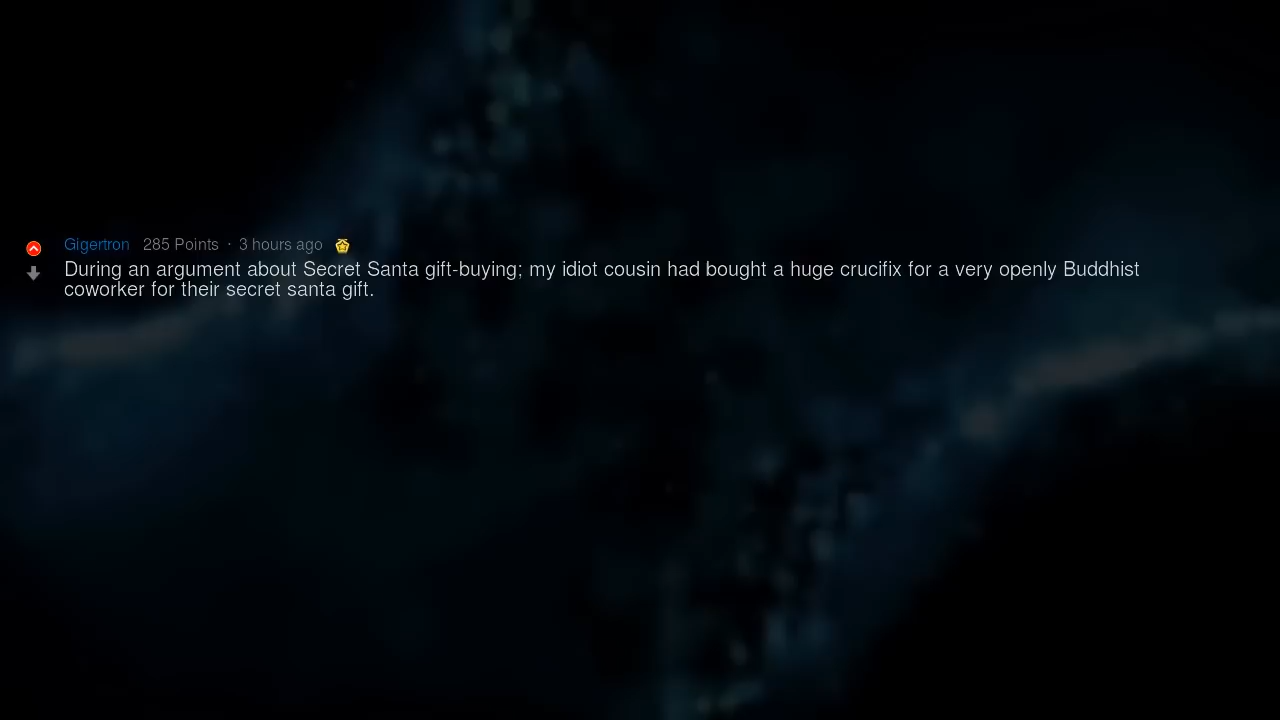 Gigertron 285 Points · 3 hours ago
During an argument about Secret Santa gift-buying; my idiot cousin had bought a huge crucifix for a very openly Buddhist
coworker for their secret santa gift.